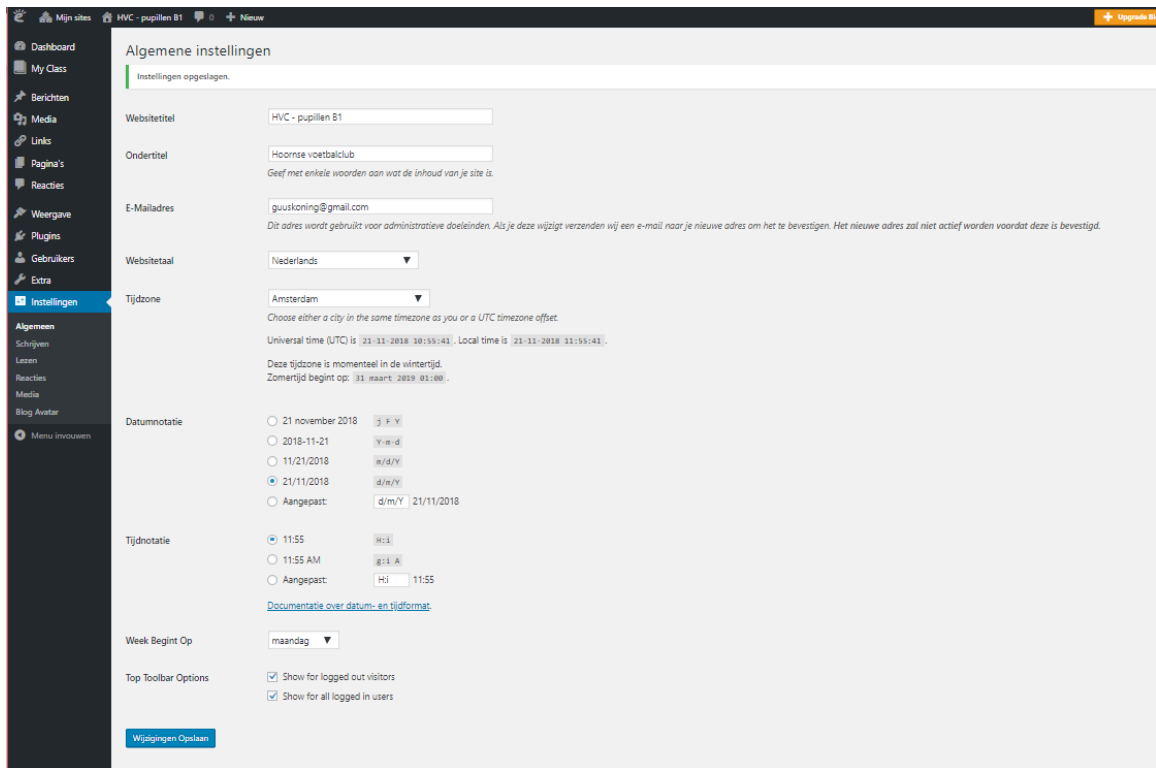 Mijn sites HVC - pupillen B1 0 + Nieuw + Upgrade Bl
Dashboard
My Class
Berichten
Media
Links
Pagina's
Reacties
Weergave
Plugins
Gebruikers
Extra
Instellingen
Algemeen
Schrijven
Lezen
Reacties
Media
Blog Avatar
Menu invouwen
Algemene instellingen
Instellingen opgeslagen.
Websitetitel HVC - pupillen B1
Ondertitel Hoornse voetbalclub
Geef met enkele woorden aan wat de inhoud van je site is.
E-Mailadres guuskoning@gmail.com
Dit adres wordt gebruikt voor administratieve doeleinden. Als je deze wijzigt verzenden wij een e-mail naar je nieuwe adres om het te bevestigen. Het nieuwe adres zal niet actief worden voordat deze is bevestigd.
Websitetaal Nederlands
Tijdzone Amsterdam
Choose either a city in the same timezone as you or a UTC timezone offset.
Universal time (UTC) is 21-11-2018 10:55:41 . Local time is 21-11-2018 11:55:41 .
Deze tijdzone is momenteel in de wintertijd.
Zomertijd begint op: 31 maart 2019 01:00 .
Datumnotatie 21 november 2018 j F Y
2018-11-21 Y-m-d
11/21/2018 m/d/Y
21/11/2018 d/m/Y
Aangepast: d/m/Y 21/11/2018
Tijdnotatie 11:55 H:i
11:55 AM g:i A
Aangepast: H:i 11:55
Documentatie over datum- en tijdformat.
Week Begint Op maandag
Top Toolbar Options Show for logged out visitors
Show for all logged in users
Wijzigingen Opslaan